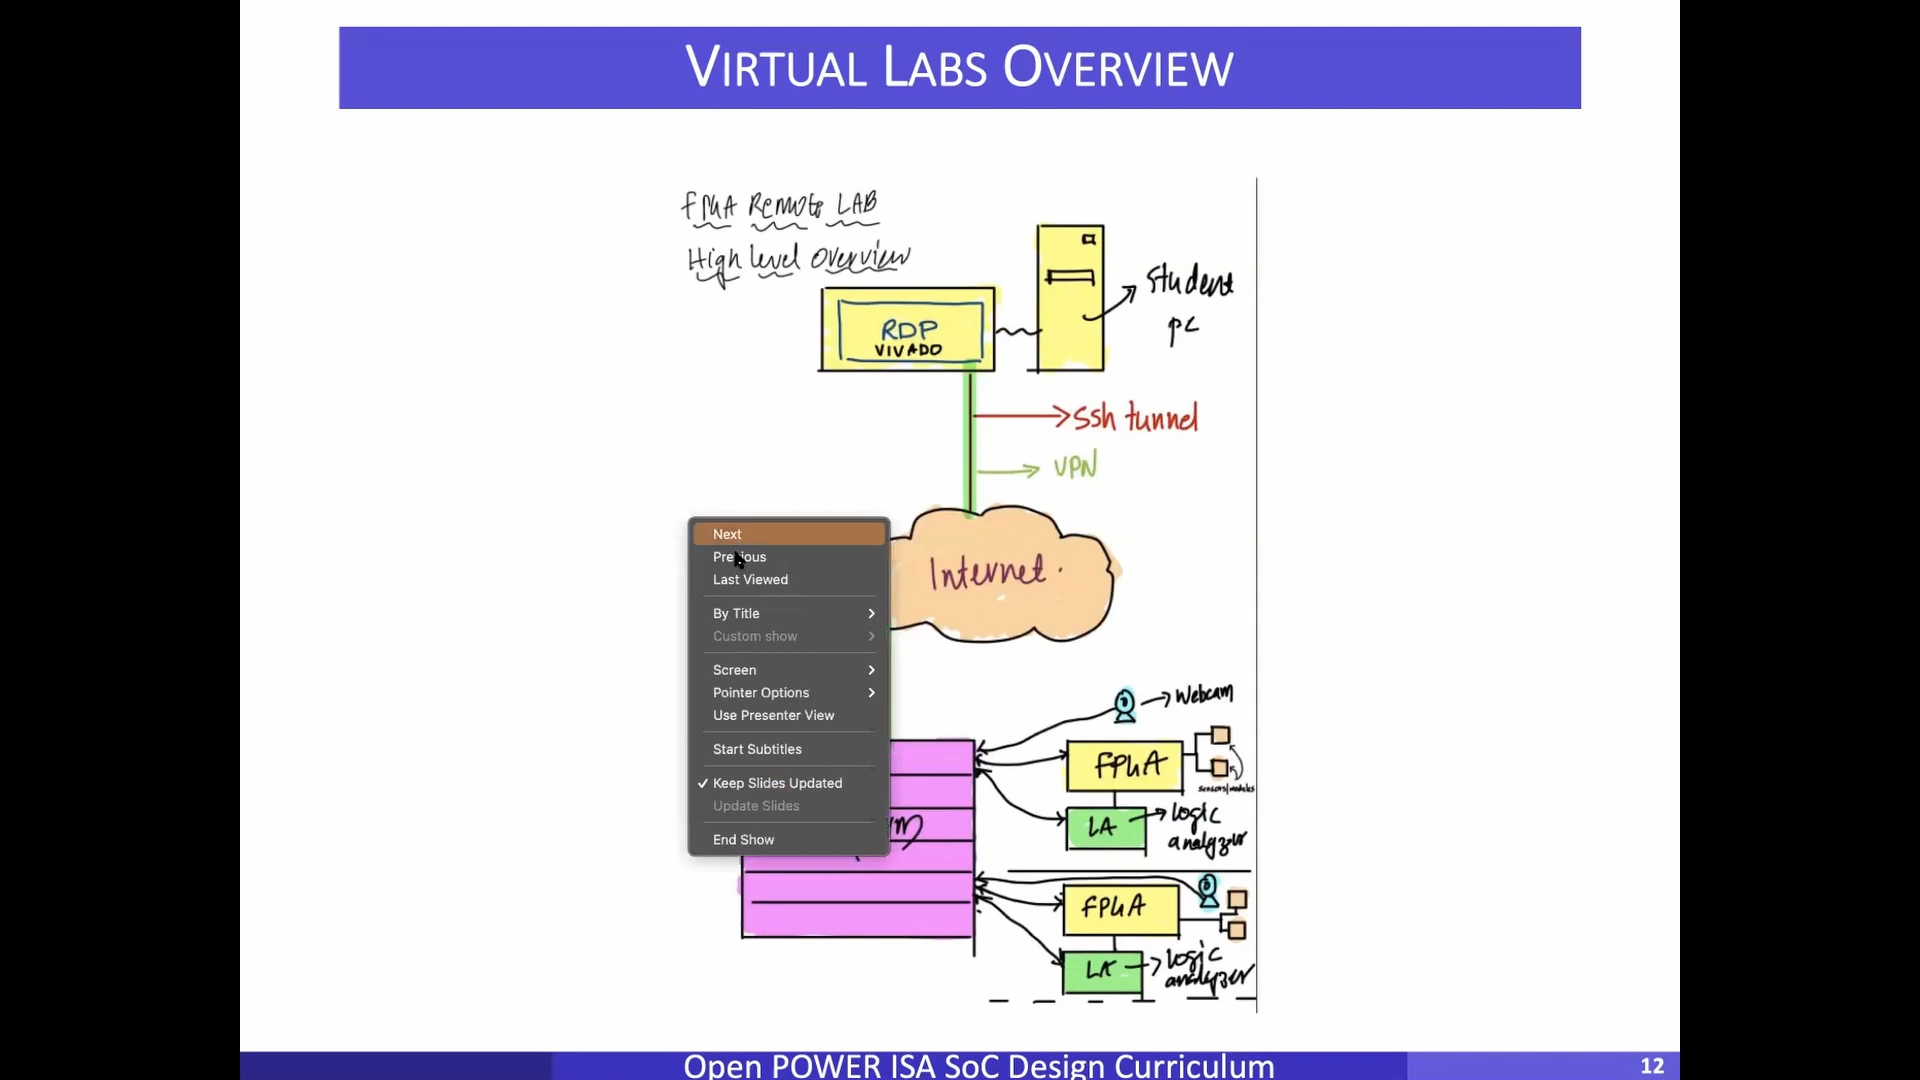 VIRTUAL LABS OVERVIEW
FPGA Remote LAB
High level Overview
RDP
VIVADO
Student
pc
ssh tunnel
VPN
Internet
Next
Previous
Last Viewed
By Title
Custom show
Screen
Pointer Options
Use Presenter View
Start Subtitles
Keep Slides Updated
Update Slides
End Show
Webcam
FPGA
sensors/modules
LA
logic
analyzer
FPGA
LA
logic
analyzer
Open POWER ISA SoC Design Curriculum
12